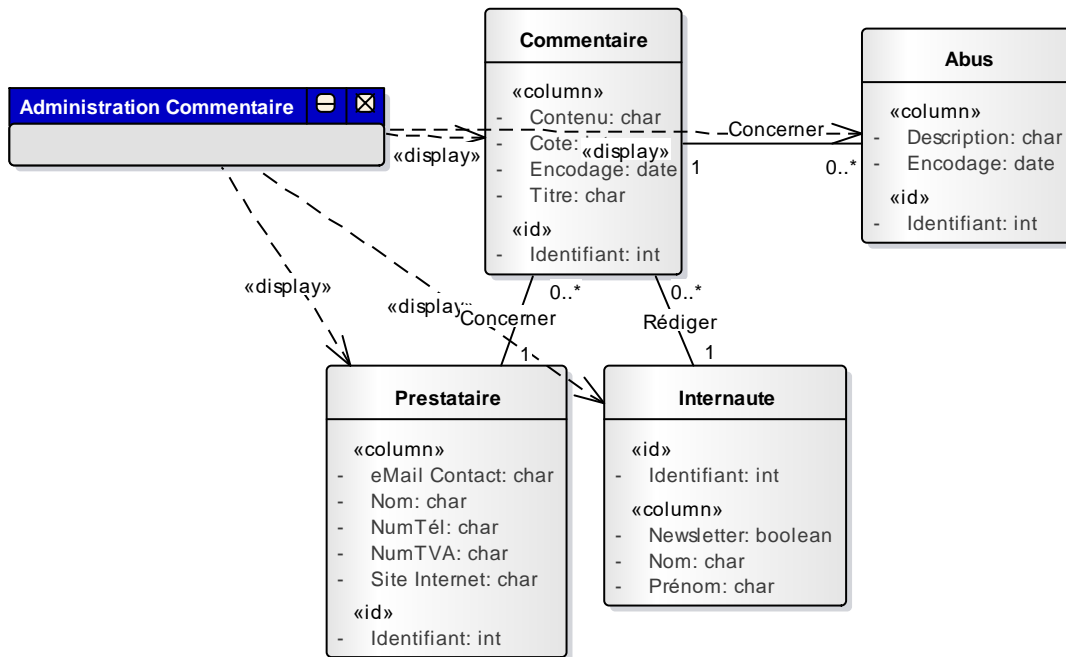 Administration Commentaire
«display»
«display»
«display»
«display»
Commentaire
«column»
- Contenu: char
- Cote:
- Encodage: date
- Titre: char
«id»
- Identifiant: int
Concerner
1
0..*
Abus
«column»
- Description: char
- Encodage: date
«id»
- Identifiant: int
0..*
Concerner
1
0..*
Rédiger
1
Prestataire
«column»
- eMail Contact: char
- Nom: char
- NumTél: char
- NumTVA: char
- Site Internet: char
«id»
- Identifiant: int
Internaute
«id»
- Identifiant: int
«column»
- Newsletter: boolean
- Nom: char
- Prénom: char